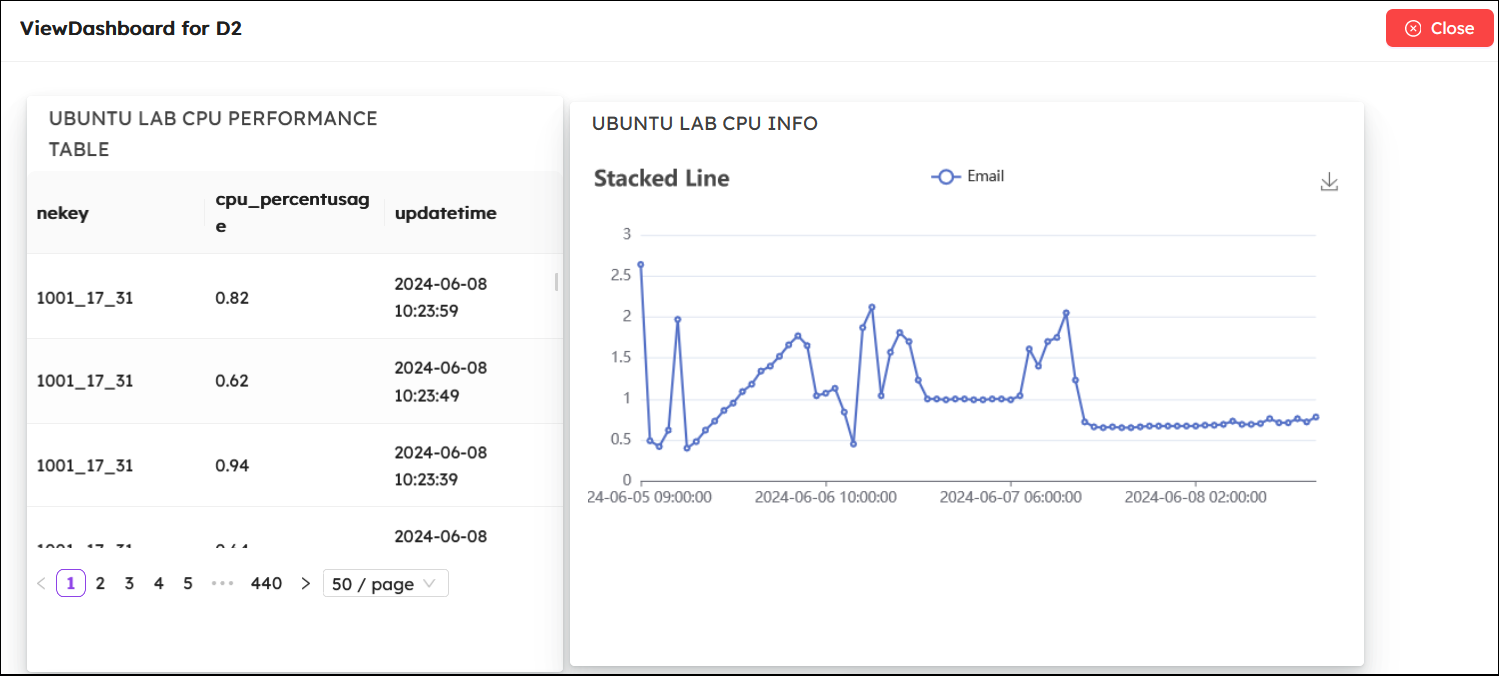 ViewDashboard for D2
Close
UBUNTU LAB CPU PERFORMANCE
TABLE
nekey
cpu_percentusag
e
updatetime
1001_17_31
0.82
2024-06-08
10:23:59
1001_17_31
0.62
2024-06-08
10:23:49
1001_17_31
0.94
2024-06-08
10:23:39
2024-06-08
1 2 3 4 5 ••• 440 50 / page
UBUNTU LAB CPU INFO
Stacked Line
Email
3
2.5
2
1.5
1
0.5
0
24-06-05 09:00:00
2024-06-06 10:00:00
2024-06-07 06:00:00
2024-06-08 02:00:00